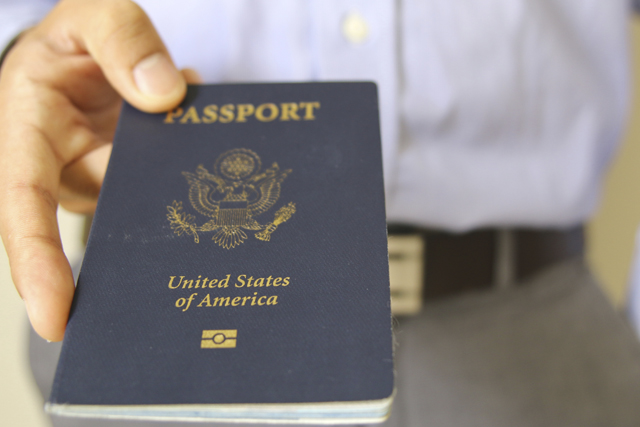 PASSPORT
United States
of America